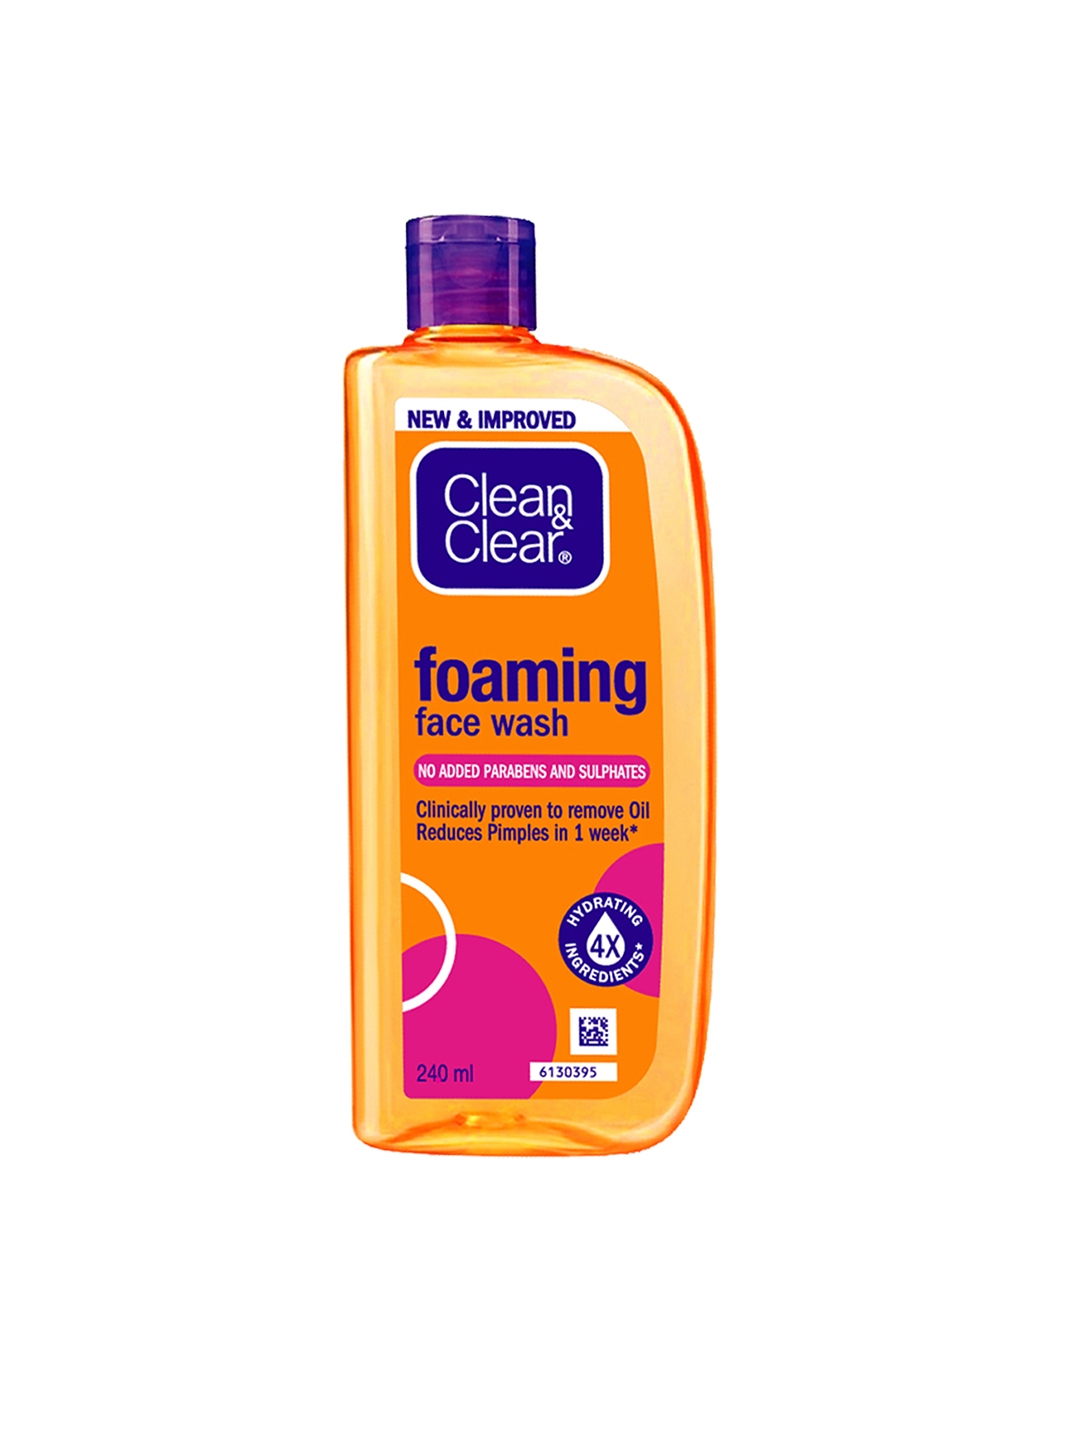 NEW & IMPROVED
Clean
&
Clear®
foaming
face wash
NO ADDED PARABENS AND SULPHATES
Clinically proven to remove Oil
Reduces Pimples in 1 week*
HYDRATING
4X
INGREDIENTS*
240 ml
6130395